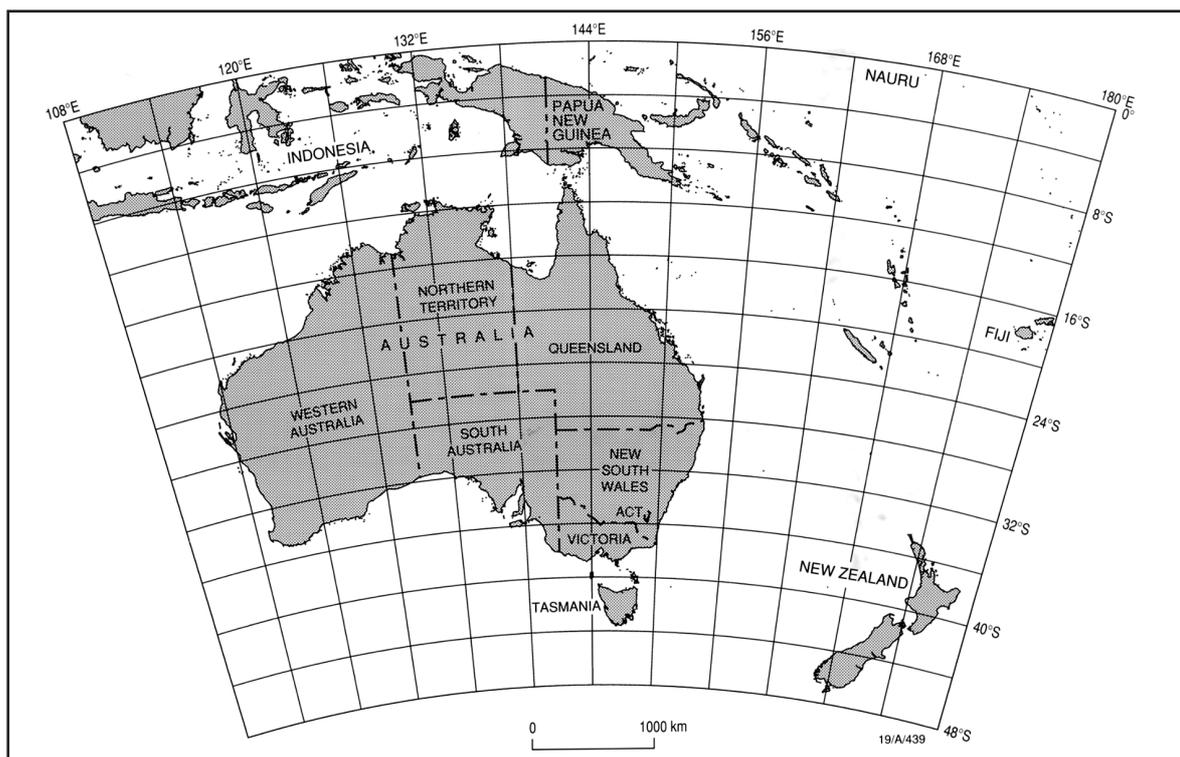 108°E
120°E
132°E
144°E
156°E
168°E
180°E
0°
NAURU
PAPUA
NEW
GUINEA
INDONESIA
8°S
NORTHERN
TERRITORY
AUSTRALIA
QUEENSLAND
16°S
FIJI
WESTERN
AUSTRALIA
SOUTH
AUSTRALIA
24°S
NEW
SOUTH
WALES
ACT
VICTORIA
32°S
NEW ZEALAND
TASMANIA
40°S
48°S
0 1000 km
19/A/439